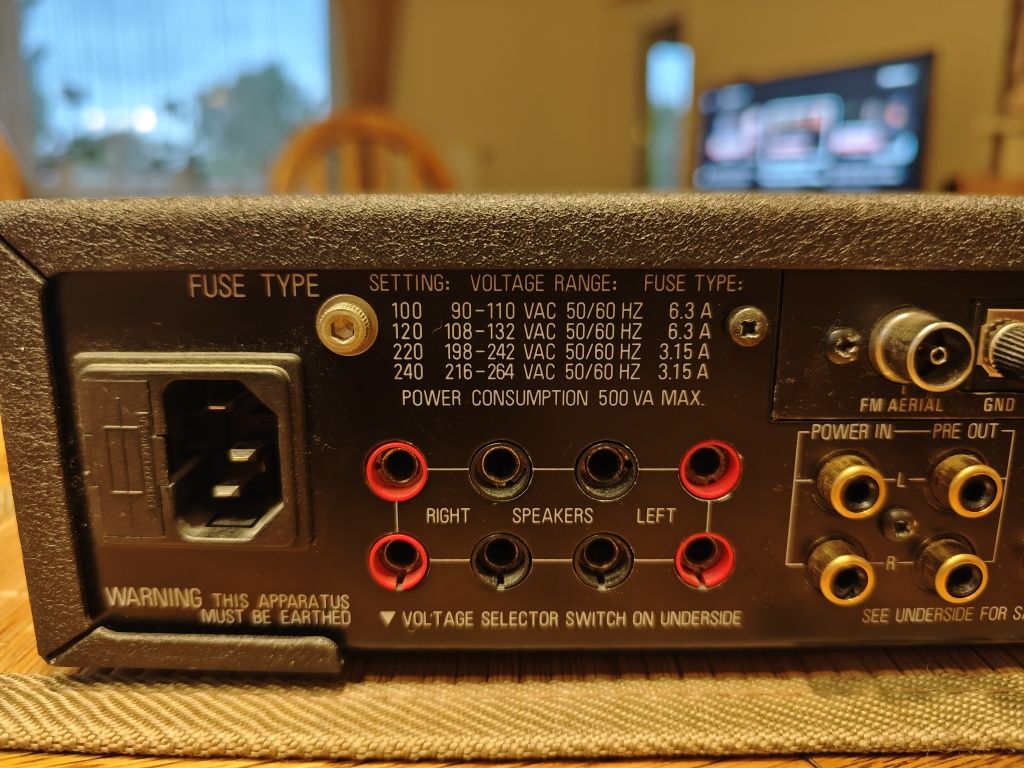 FUSE TYPE
SETTING: VOLTAGE RANGE: FUSE TYPE:
100 90-110 VAC 50/60 HZ 6.3 A
120 108-132 VAC 50/60 HZ 6.3 A
220 198-242 VAC 50/60 HZ 3.15 A
240 216-264 VAC 50/60 HZ 3.15 A
POWER CONSUMPTION 500 VA MAX.
FM AERIAL GND
POWER IN PRE OUT
L
RIGHT SPEAKERS LEFT
R
WARNING THIS APPARATUS
MUST BE EARTHED
▼ VOLTAGE SELECTOR SWITCH ON UNDERSIDE
SEE UNDERSIDE FOR